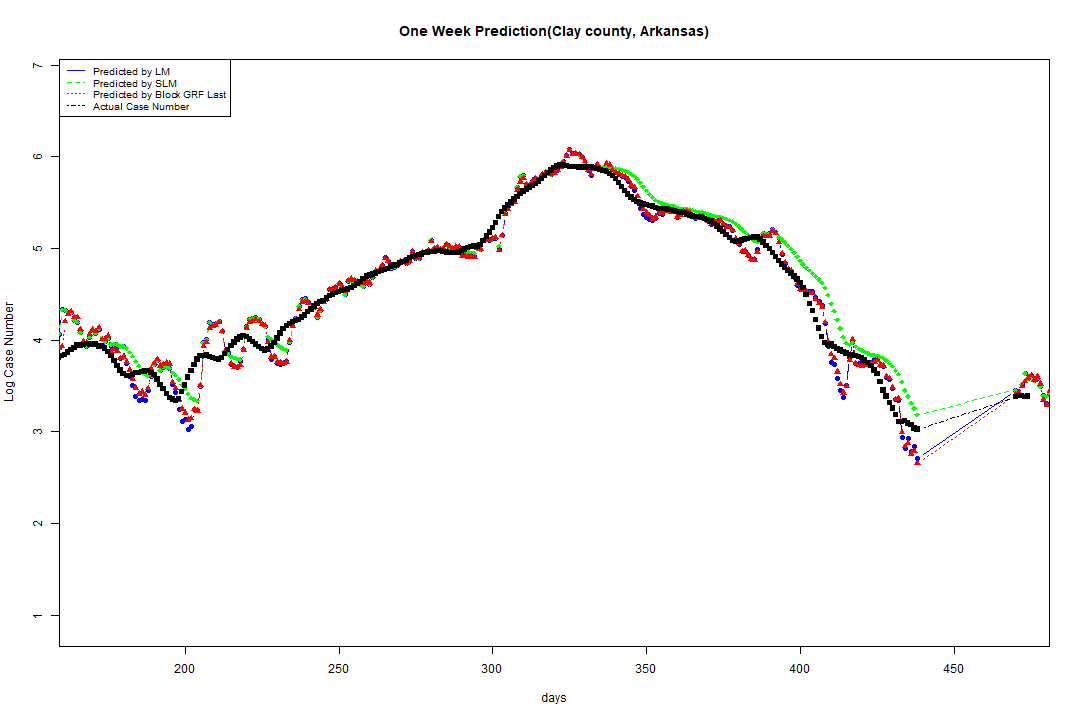 One Week Prediction(Clay county, Arkansas)
Predicted by LM
Predicted by SLM
Predicted by Block GRF Last
Actual Case Number
7
6
5
4
3
2
1
Log Case Number
200
250
300
350
400
450
days